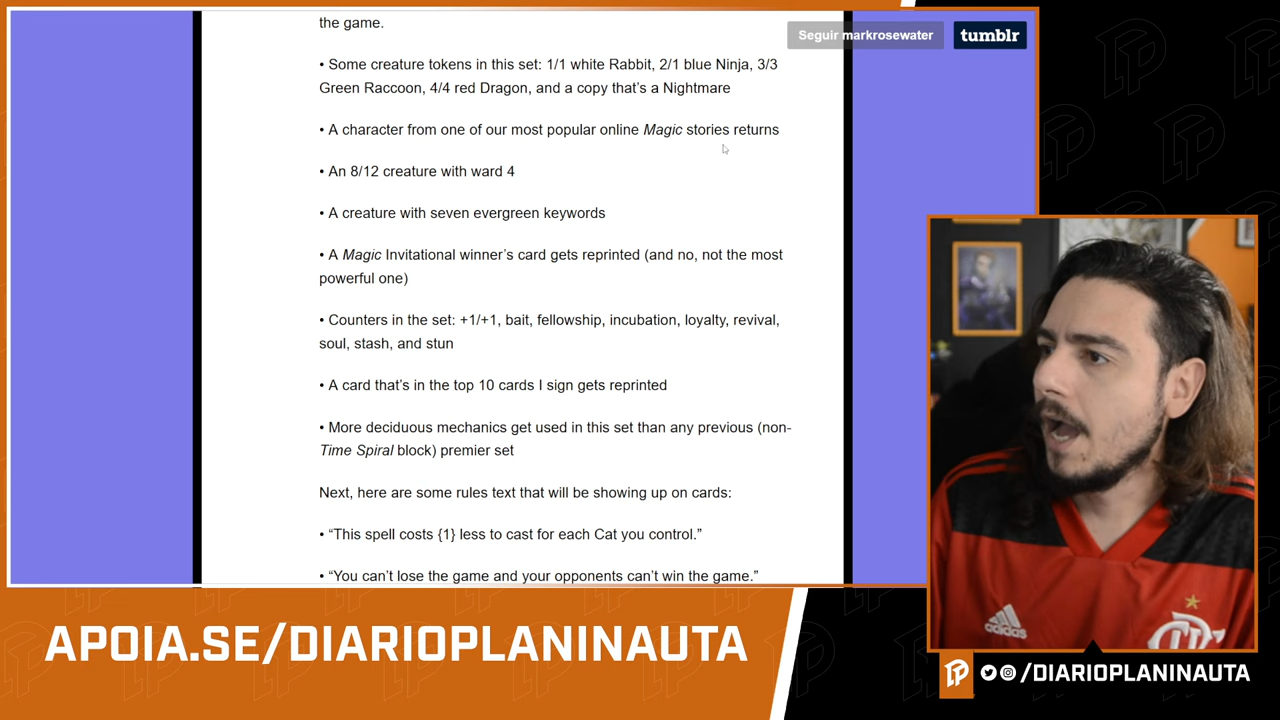 the game.
Seguir markrosewater
tumblr
• Some creature tokens in this set: 1/1 white Rabbit, 2/1 blue Ninja, 3/3
Green Raccoon, 4/4 red Dragon, and a copy that’s a Nightmare
• A character from one of our most popular online Magic stories returns
• An 8/12 creature with ward 4
• A creature with seven evergreen keywords
• A Magic Invitational winner’s card gets reprinted (and no, not the most
powerful one)
• Counters in the set: +1/+1, bait, fellowship, incubation, loyalty, revival,
soul, stash, and stun
• A card that’s in the top 10 cards I sign gets reprinted
• More deciduous mechanics get used in this set than any previous (non-
Time Spiral block) premier set
Next, here are some rules text that will be showing up on cards:
• “This spell costs {1} less to cast for each Cat you control.”
• “You can’t lose the game and your opponents can’t win the game.”
adidas
APOIA.SE/DIARIOPLANINAUTA
/DIARIOPLANINAUTA